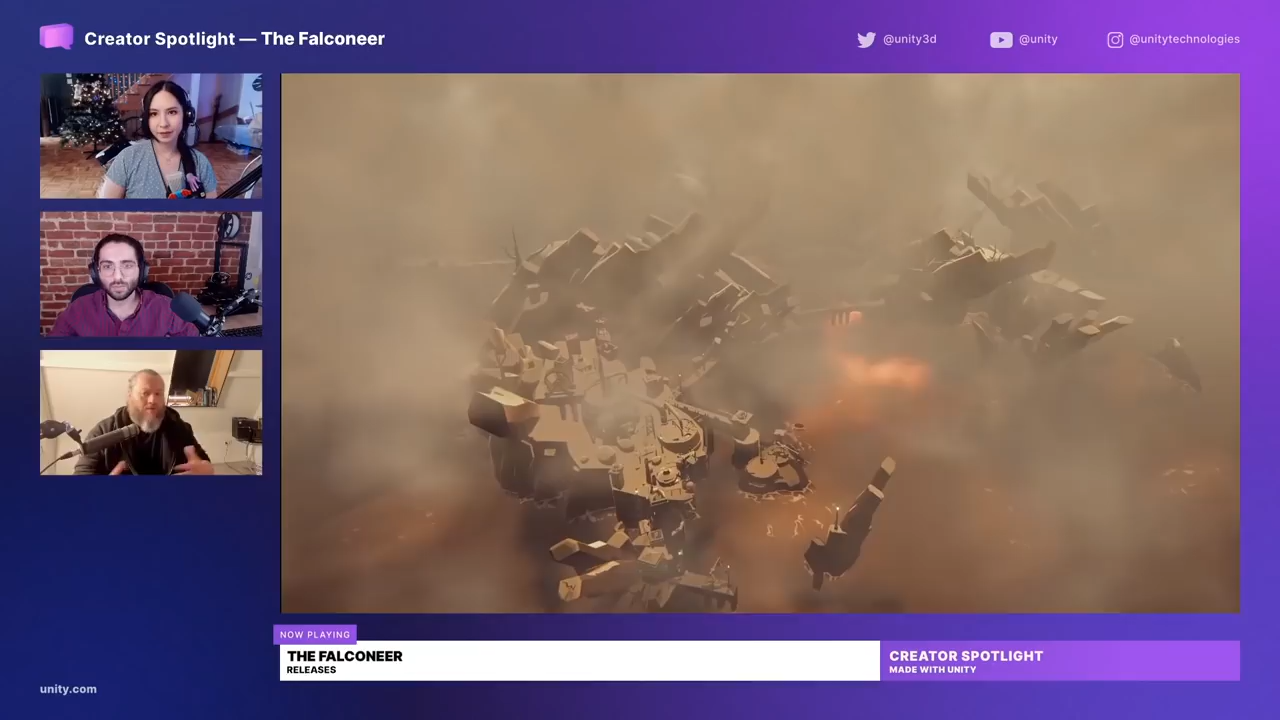 Creator Spotlight — The Falconeer
@unity3d
@unity
@unitytechnologies
NOW PLAYING
THE FALCONEER
RELEASES
CREATOR SPOTLIGHT
MADE WITH UNITY
unity.com